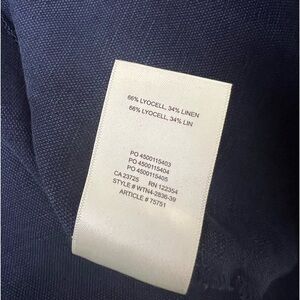 66% LYOCELL, 34% LINEN
66% LYOCELL, 34% LIN
PO 4500115403
PO 4500115404
PO 4500115405
CA 23725 RN 122354
STYLE # WTN4-2836-39
ARTICLE # 75751